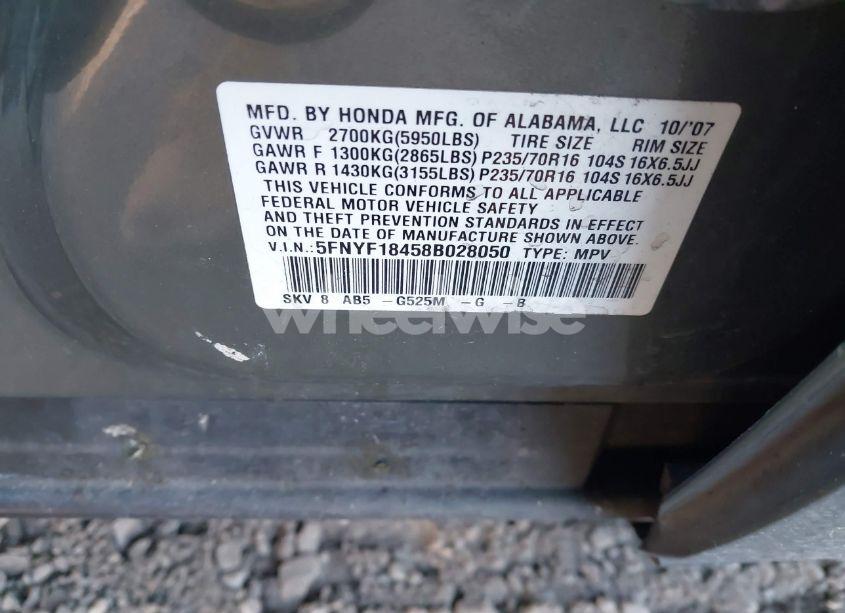 MFD. BY HONDA MFG. OF ALABAMA, LLC 10/'07
GVWR 2700KG(5950LBS) TIRE SIZE RIM SIZE
GAWR F 1300KG(2865LBS) P235/70R16 104S 16X6.5JJ
GAWR R 1430KG(3155LBS) P235/70R16 104S 16X6.5JJ
THIS VEHICLE CONFORMS TO ALL APPLICABLE
FEDERAL MOTOR VEHICLE SAFETY
AND THEFT PREVENTION STANDARDS IN EFFECT
ON THE DATE OF MANUFACTURE SHOWN ABOVE.
V.I.N.:5FNYF18458B028050 TYPE: MPV
SKV 8 AB5 -G525M -G -B
wheelwise